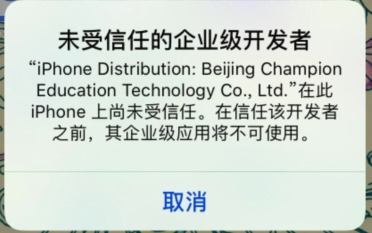 未受信任的企业级开发者
“iPhone Distribution: Beijing Champion
Education Technology Co., Ltd.”在此
iPhone 上尚未受信任。在信任该开发者
之前，其企业级应用将不可使用。
取消